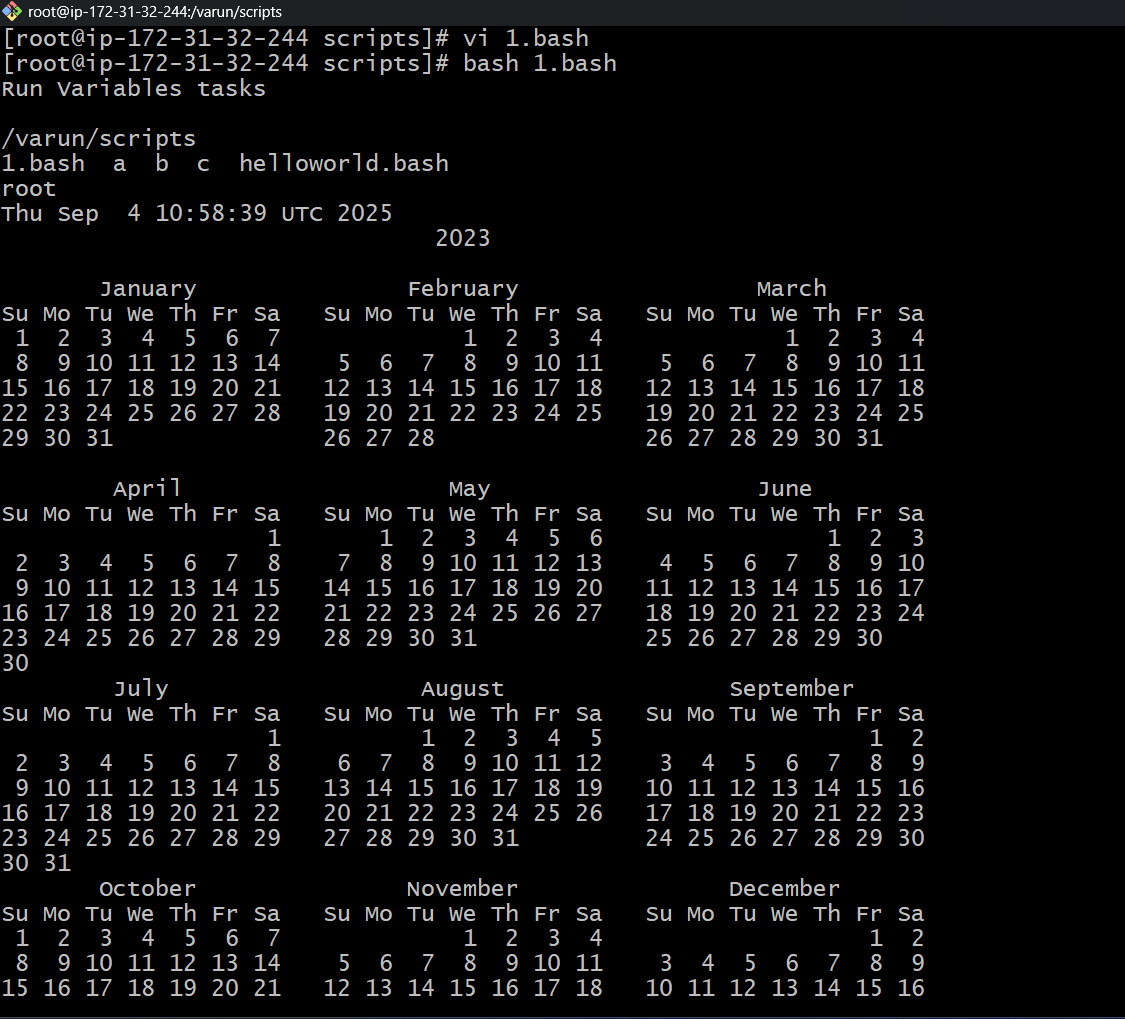 root@ip-172-31-32-244:/varun/scripts
[root@ip-172-31-32-244 scripts]# vi 1.bash
[root@ip-172-31-32-244 scripts]# bash 1.bash
Run Variables tasks

/varun/scripts
1.bash  a  b  c  helloworld.bash
root
Thu Sep  4 10:58:39 UTC 2025
                               2023

       January               February                 March
Su Mo Tu We Th Fr Sa   Su Mo Tu We Th Fr Sa   Su Mo Tu We Th Fr Sa
 1  2  3  4  5  6  7             1  2  3  4             1  2  3  4
 8  9 10 11 12 13 14    5  6  7  8  9 10 11    5  6  7  8  9 10 11
15 16 17 18 19 20 21   12 13 14 15 16 17 18   12 13 14 15 16 17 18
22 23 24 25 26 27 28   19 20 21 22 23 24 25   19 20 21 22 23 24 25
29 30 31               26 27 28               26 27 28 29 30 31

        April                   May                   June
Su Mo Tu We Th Fr Sa   Su Mo Tu We Th Fr Sa   Su Mo Tu We Th Fr Sa
                   1       1  2  3  4  5  6                1  2  3
 2  3  4  5  6  7  8    7  8  9 10 11 12 13    4  5  6  7  8  9 10
 9 10 11 12 13 14 15   14 15 16 17 18 19 20   11 12 13 14 15 16 17
16 17 18 19 20 21 22   21 22 23 24 25 26 27   18 19 20 21 22 23 24
23 24 25 26 27 28 29   28 29 30 31            25 26 27 28 29 30
30
        July                  August                September
Su Mo Tu We Th Fr Sa   Su Mo Tu We Th Fr Sa   Su Mo Tu We Th Fr Sa
                   1          1  2  3  4  5                   1  2
 2  3  4  5  6  7  8    6  7  8  9 10 11 12    3  4  5  6  7  8  9
 9 10 11 12 13 14 15   13 14 15 16 17 18 19   10 11 12 13 14 15 16
16 17 18 19 20 21 22   20 21 22 23 24 25 26   17 18 19 20 21 22 23
23 24 25 26 27 28 29   27 28 29 30 31         24 25 26 27 28 29 30
30 31
       October               November               December
Su Mo Tu We Th Fr Sa   Su Mo Tu We Th Fr Sa   Su Mo Tu We Th Fr Sa
 1  2  3  4  5  6  7             1  2  3  4                   1  2
 8  9 10 11 12 13 14    5  6  7  8  9 10 11    3  4  5  6  7  8  9
15 16 17 18 19 20 21   12 13 14 15 16 17 18   10 11 12 13 14 15 16